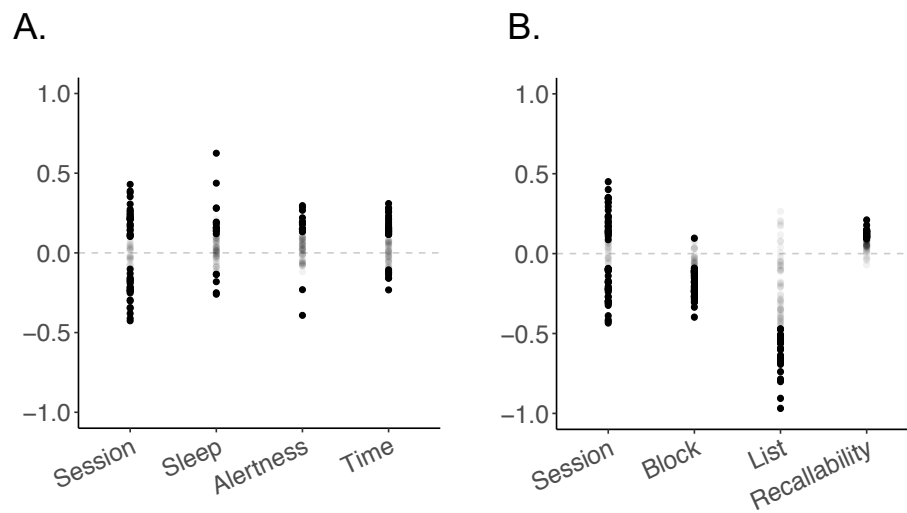 A.
1.0
0.5
0.0
−0.5
−1.0
Session
Sleep
Alertness
Time
B.
1.0
0.5
0.0
−0.5
−1.0
Session
Block
List
Recallability